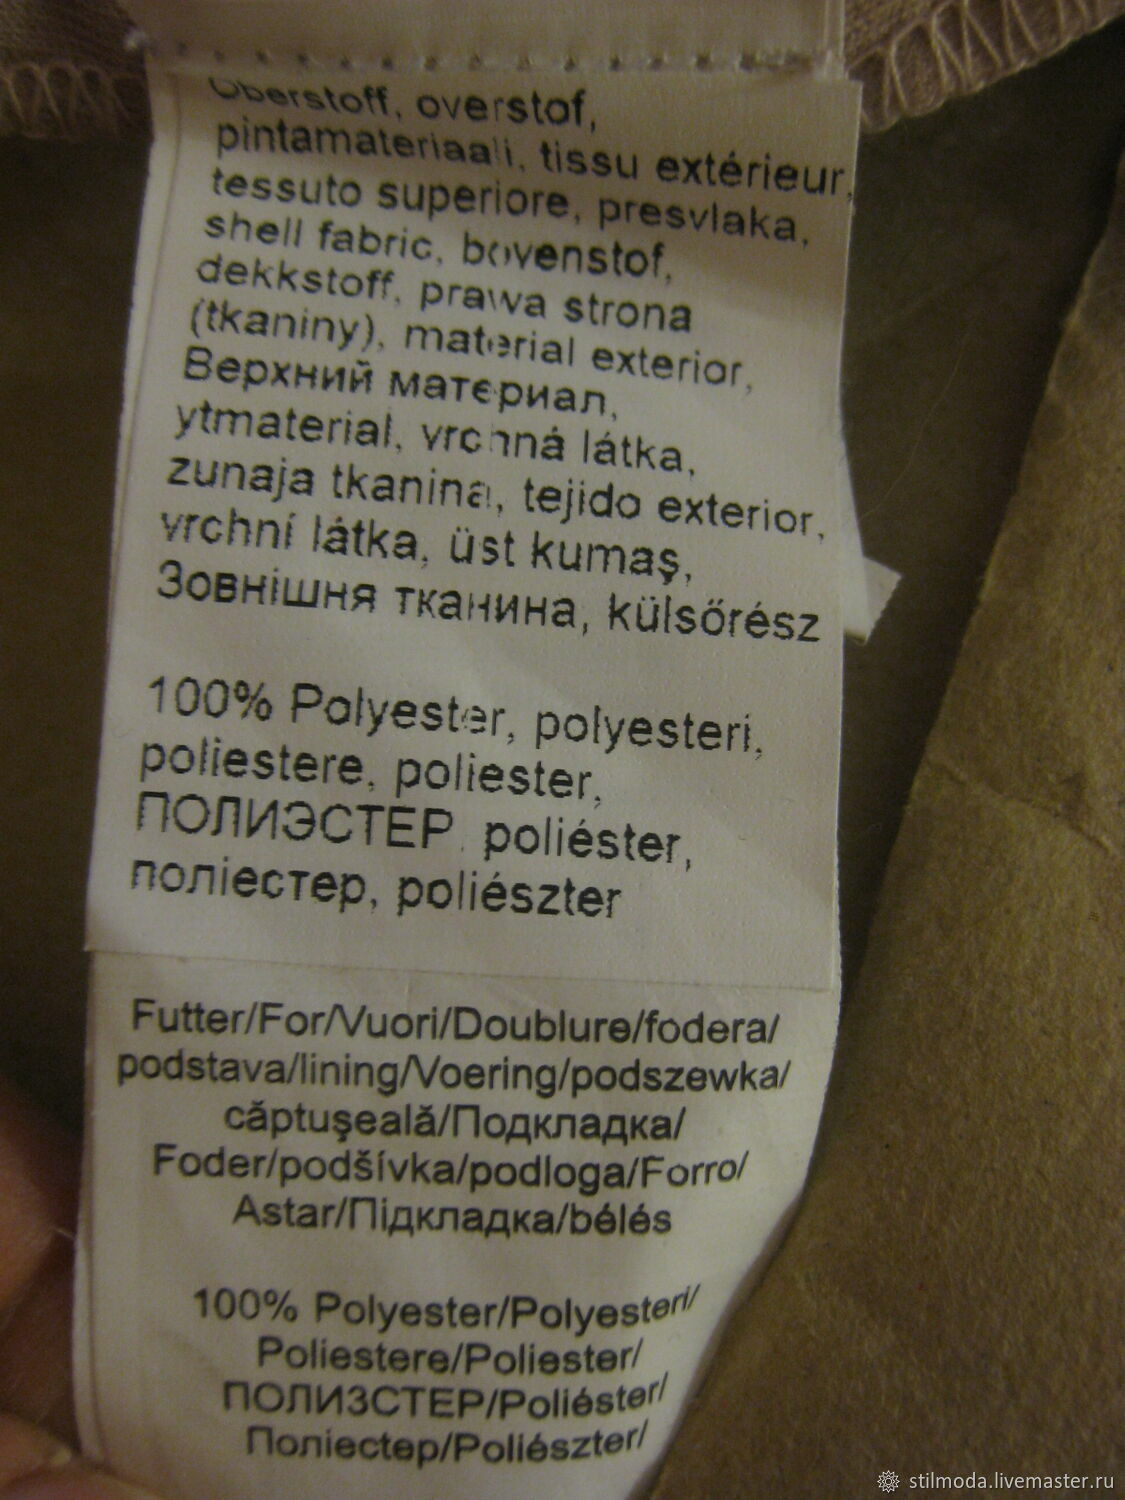 Oberstoff, overstof,
pintamateriaali, tissu extérieur,
tessuto superiore, presvlaka,
shell fabric, bovenstof,
dekkstoff, prawa strona
(tkaniny), material exterior,
Верхний материал,
ytmaterial, vrchná látka,
zunaja tkanina, tejido exterior,
vrchní látka, üst kumaş,
Зовнішня тканина, külsőrész
100% Polyester, polyesteri,
poliestere, poliester,
ПОЛИЭСТЕР, poliéster,
поліестер, poliészter
Futter/For/Vuori/Doublure/fodera/
podstava/lining/Voering/podszewka/
căptuşeală/Подкладка/
Foder/podšívka/podloga/Forro/
Astar/Підкладка/bélés
100% Polyester/Polyesteri/
Poliestere/Poliester/
ПОЛИЗСТЕР/Poliéster/
Поліестер/Poliészter/
stilmoda.livemaster.ru